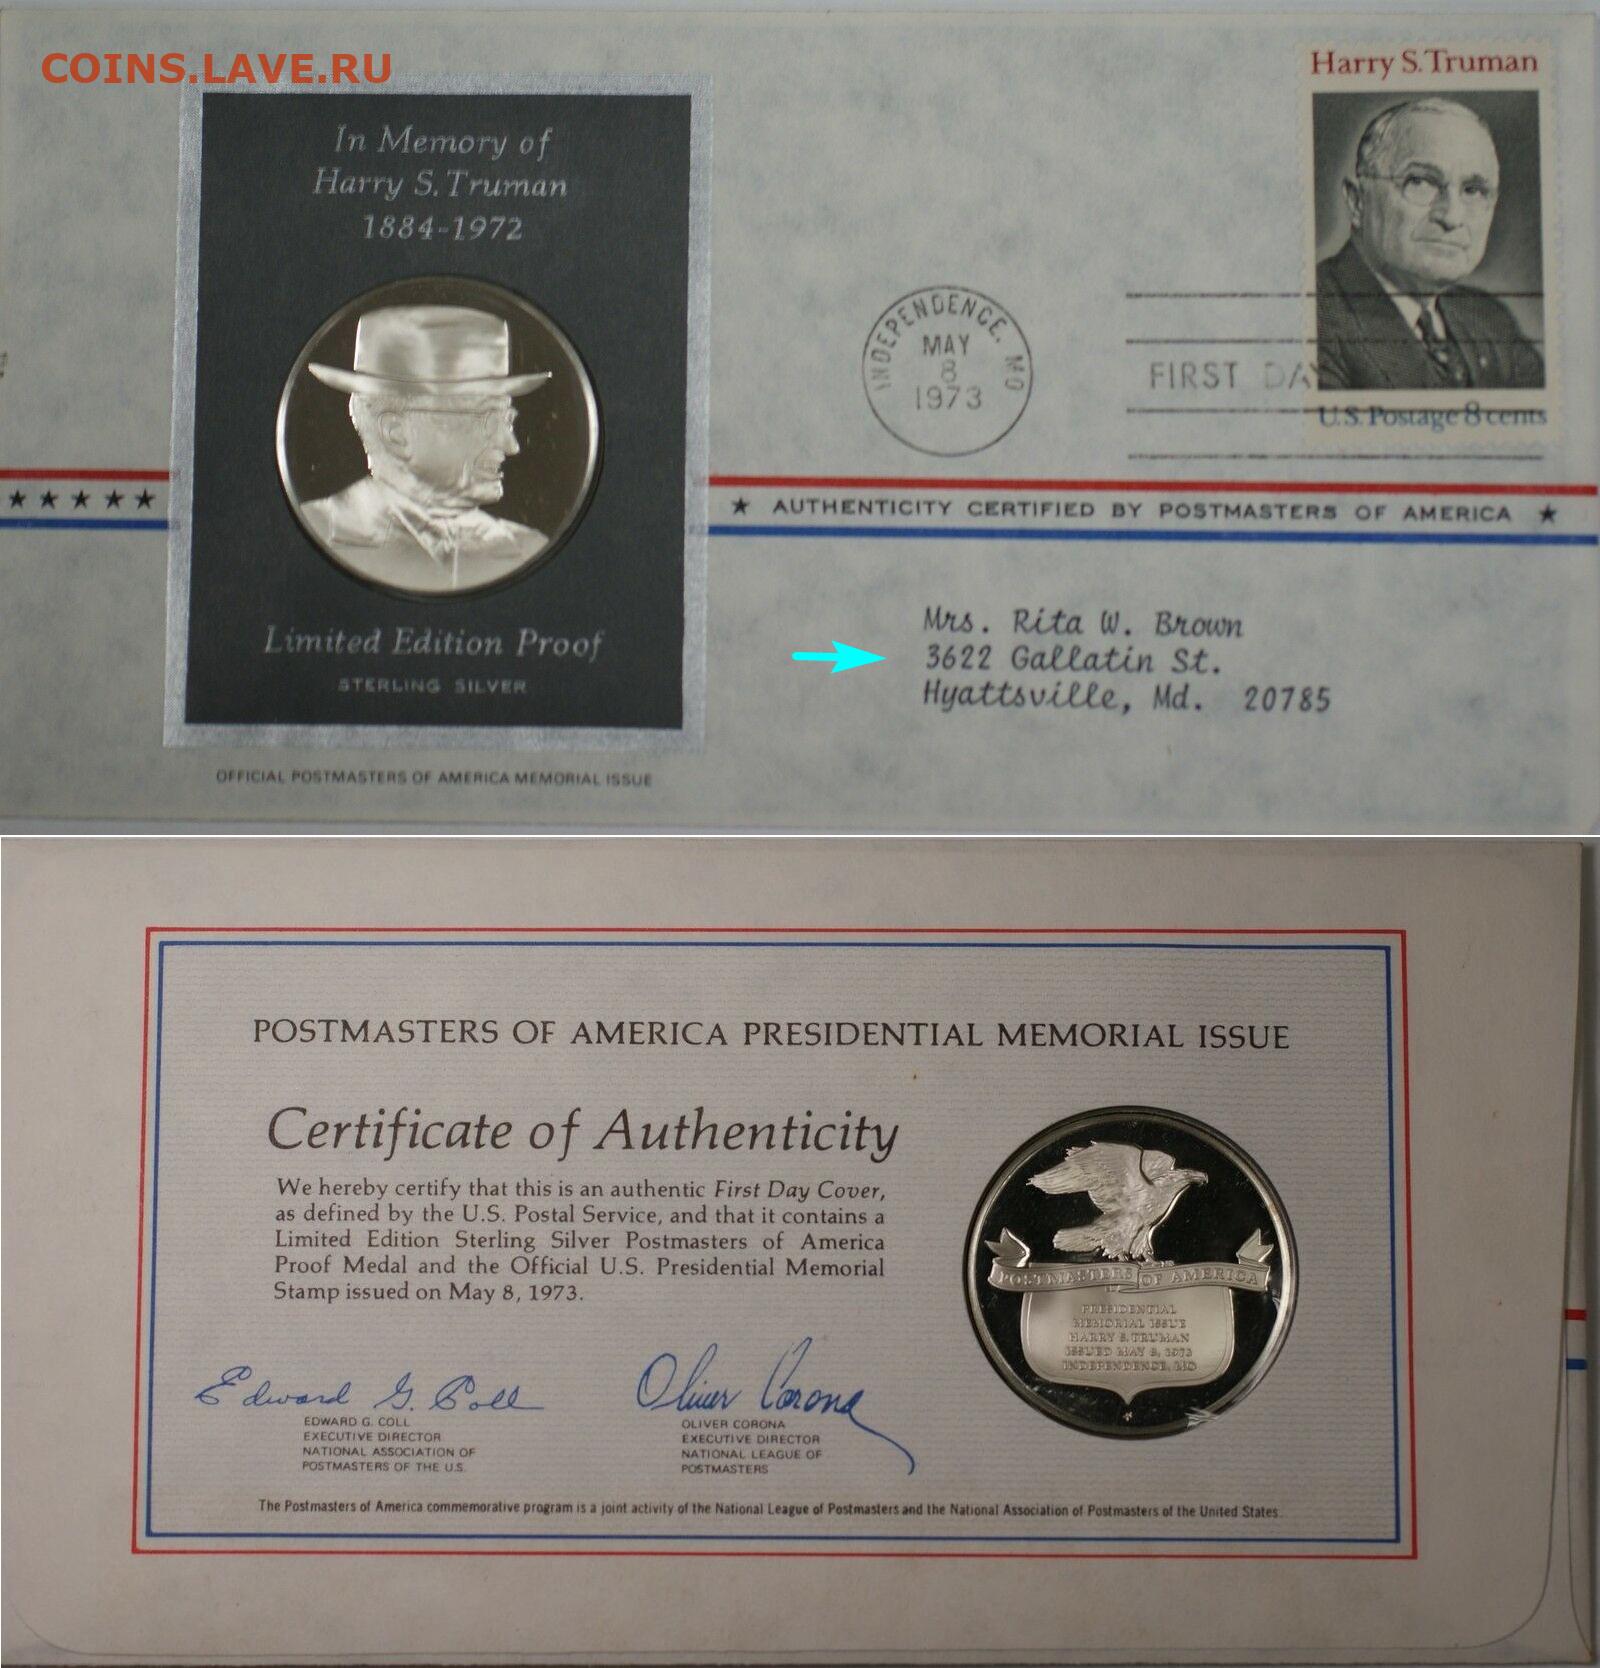 COINS.LAVE.RU
In Memory of
Harry S. Truman
1884-1972
Limited Edition Proof
STERLING SILVER
OFFICIAL POSTMASTERS OF AMERICA MEMORIAL ISSUE
Harry S. Truman
INDEPENDENCE, MO
MAY
8
1973
FIRST DA
U.S. Postage 8 cents
★ ★ ★ ★ ★
★ AUTHENTICITY CERTIFIED BY POSTMASTERS OF AMERICA ★
Mrs. Rita W. Brown
3622 Gallatin St.
Hyattsville, Md. 20785
POSTMASTERS OF AMERICA PRESIDENTIAL MEMORIAL ISSUE
Certificate of Authenticity
We hereby certify that this is an authentic First Day Cover,
as defined by the U.S. Postal Service, and that it contains a
Limited Edition Sterling Silver Postmasters of America
Proof Medal and the Official U.S. Presidential Memorial
Stamp issued on May 8, 1973.
Edward G. Coll
EDWARD G. COLL
EXECUTIVE DIRECTOR
NATIONAL ASSOCIATION OF
POSTMASTERS OF THE U.S.
Oliver Corona
OLIVER CORONA
EXECUTIVE DIRECTOR
NATIONAL LEAGUE OF
POSTMASTERS
POSTMASTERS OF AMERICA
PRESIDENTIAL
MEMORIAL ISSUE
HARRY S. TRUMAN
ISSUED MAY 8, 1973
INDEPENDENCE, MO
The Postmasters of America commemorative program is a joint activity of the National League of Postmasters and the National Association of Postmasters of the United States.